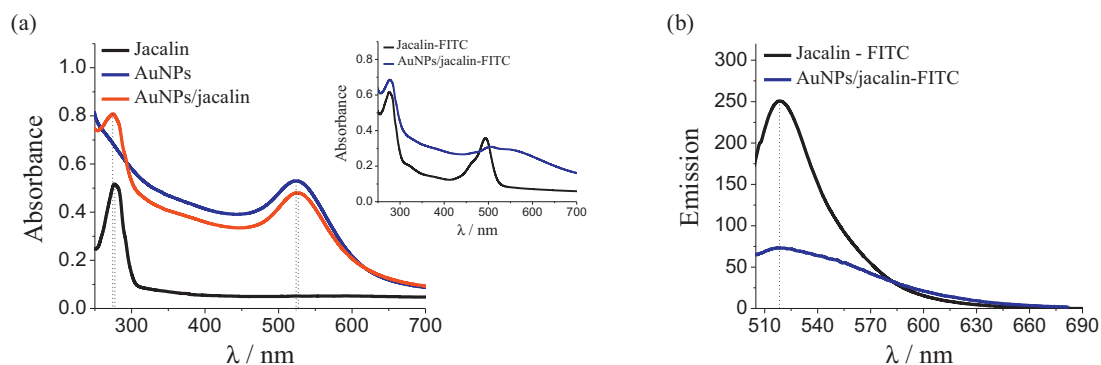 (a)
Jacalin
AuNPs
AuNPs/jacalin
Absorbance
1.0
0.8
0.6
0.4
0.2
0.0
300
400
500
600
700
λ / nm
Jacalin-FITC
AuNPs/jacalin-FITC
Absorbance
0.8
0.6
0.4
0.2
0.0
300
400
500
600
700
λ / nm
(b)
Jacalin - FITC
AuNPs/jacalin-FITC
Emission
300
250
200
150
100
50
0
510
540
570
600
630
660
690
λ / nm